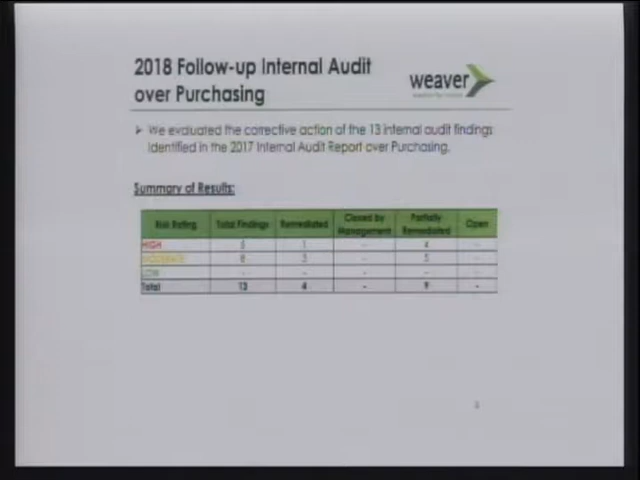 2018 Follow-up Internal Audit
over Purchasing
weaver
We evaluated the corrective action of the 13 internal audit findings
identified in the 2017 Internal Audit Report over Purchasing.
Summary of Results:
Risk Rating Total Findings Remediated Closed by Management Partially Remediated Open
HIGH 5 1 - 4 -
MODERATE 8 3 - 5 -
LOW - - - - -
Total 13 4 - 9 -